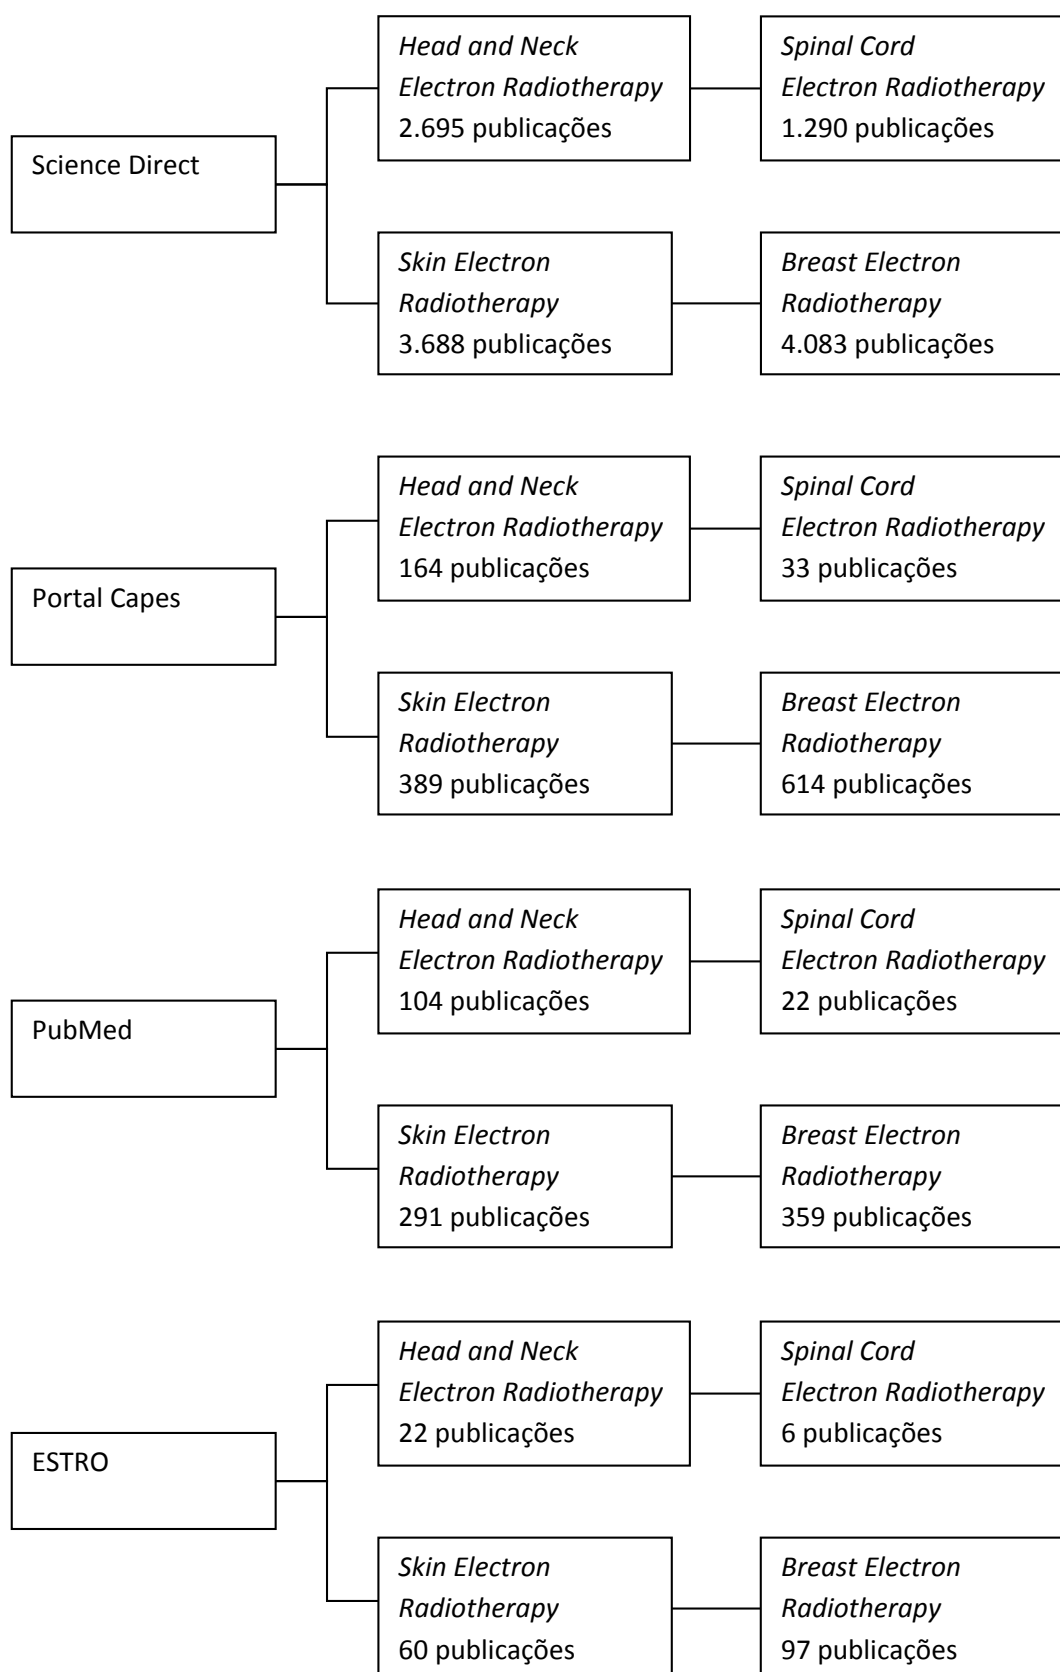 Science Direct
Head and Neck
Electron Radiotherapy
2.695 publicações
Spinal Cord
Electron Radiotherapy
1.290 publicações
Skin Electron
Radiotherapy
3.688 publicações
Breast Electron
Radiotherapy
4.083 publicações
Portal Capes
Head and Neck
Electron Radiotherapy
164 publicações
Spinal Cord
Electron Radiotherapy
33 publicações
Skin Electron
Radiotherapy
389 publicações
Breast Electron
Radiotherapy
614 publicações
PubMed
Head and Neck
Electron Radiotherapy
104 publicações
Spinal Cord
Electron Radiotherapy
22 publicações
Skin Electron
Radiotherapy
291 publicações
Breast Electron
Radiotherapy
359 publicações
ESTRO
Head and Neck
Electron Radiotherapy
22 publicações
Spinal Cord
Electron Radiotherapy
6 publicações
Skin Electron
Radiotherapy
60 publicações
Breast Electron
Radiotherapy
97 publicações